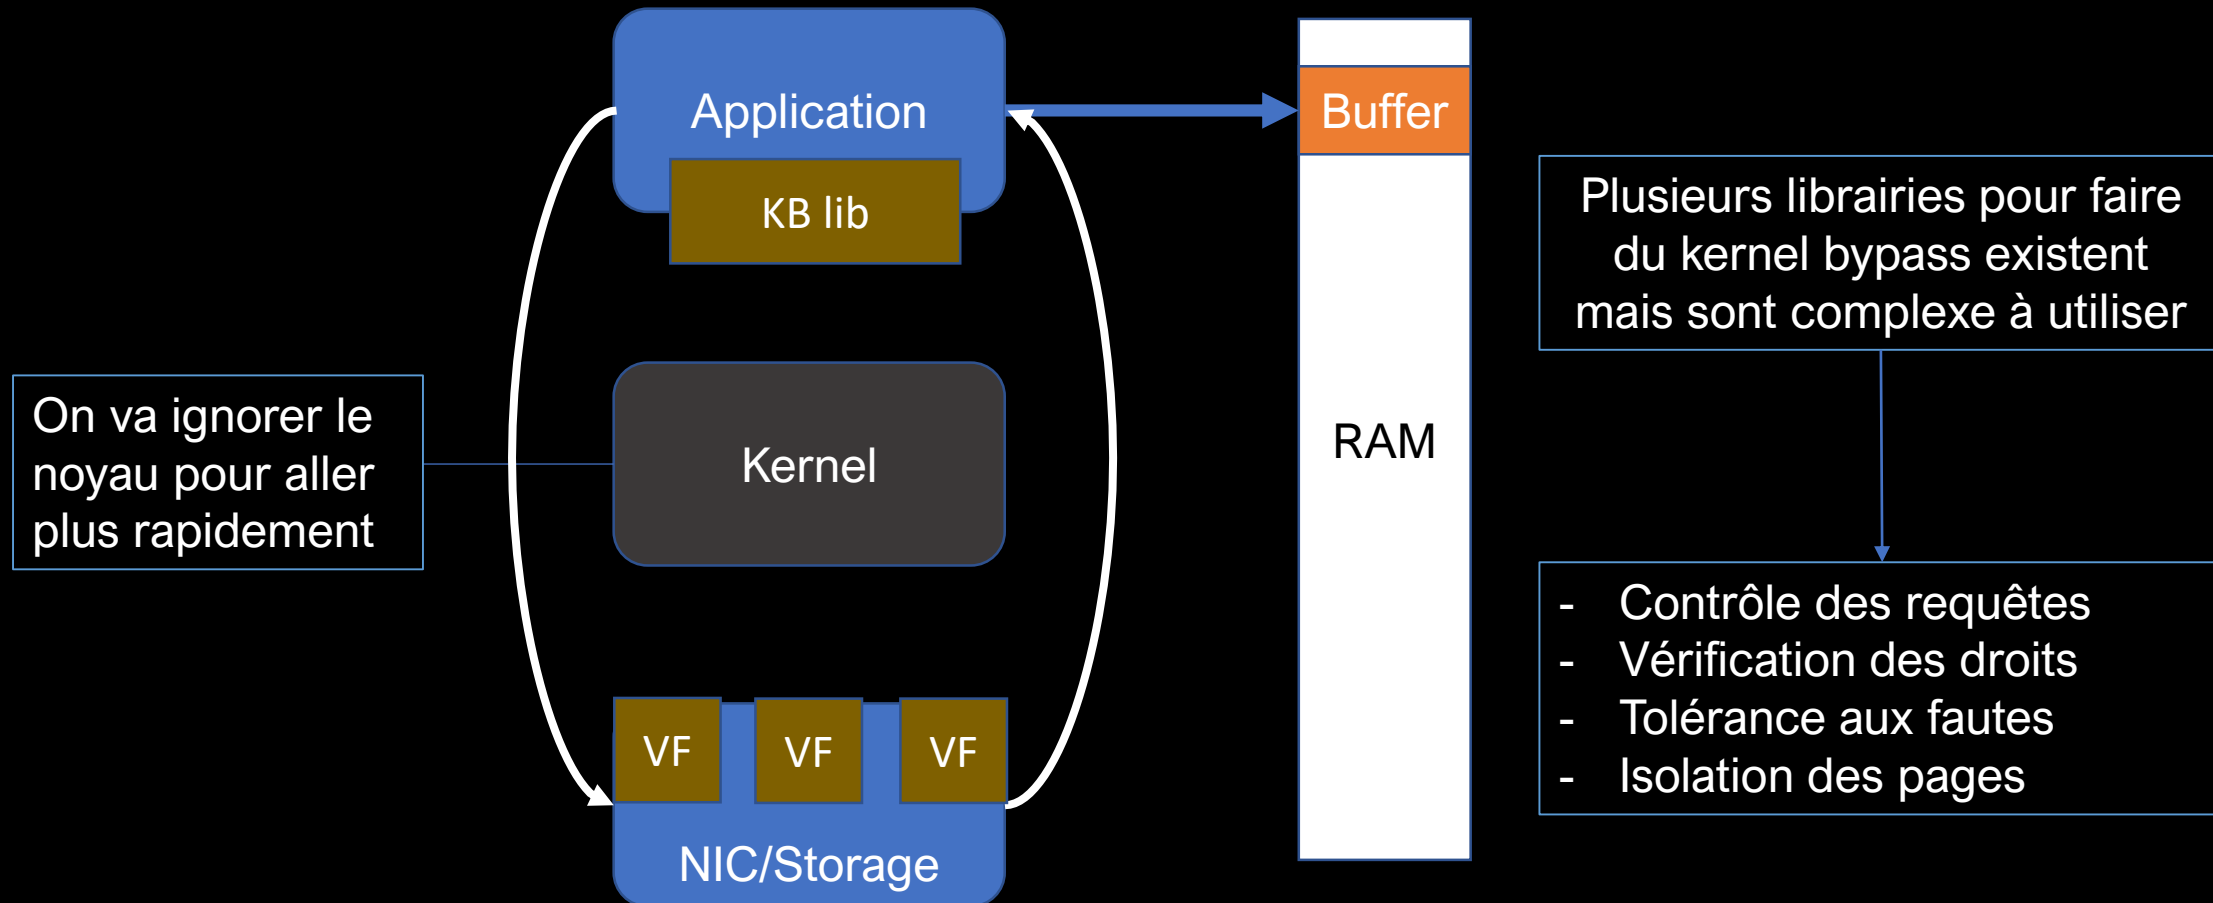 Application
KB lib
Buffer
Plusieurs librairies pour faire
du kernel bypass existent
mais sont complexe à utiliser
On va ignorer le
noyau pour aller
plus rapidement
Kernel
RAM
- Contrôle des requêtes
- Vérification des droits
- Tolérance aux fautes
- Isolation des pages
VF
VF
VF
NIC/Storage